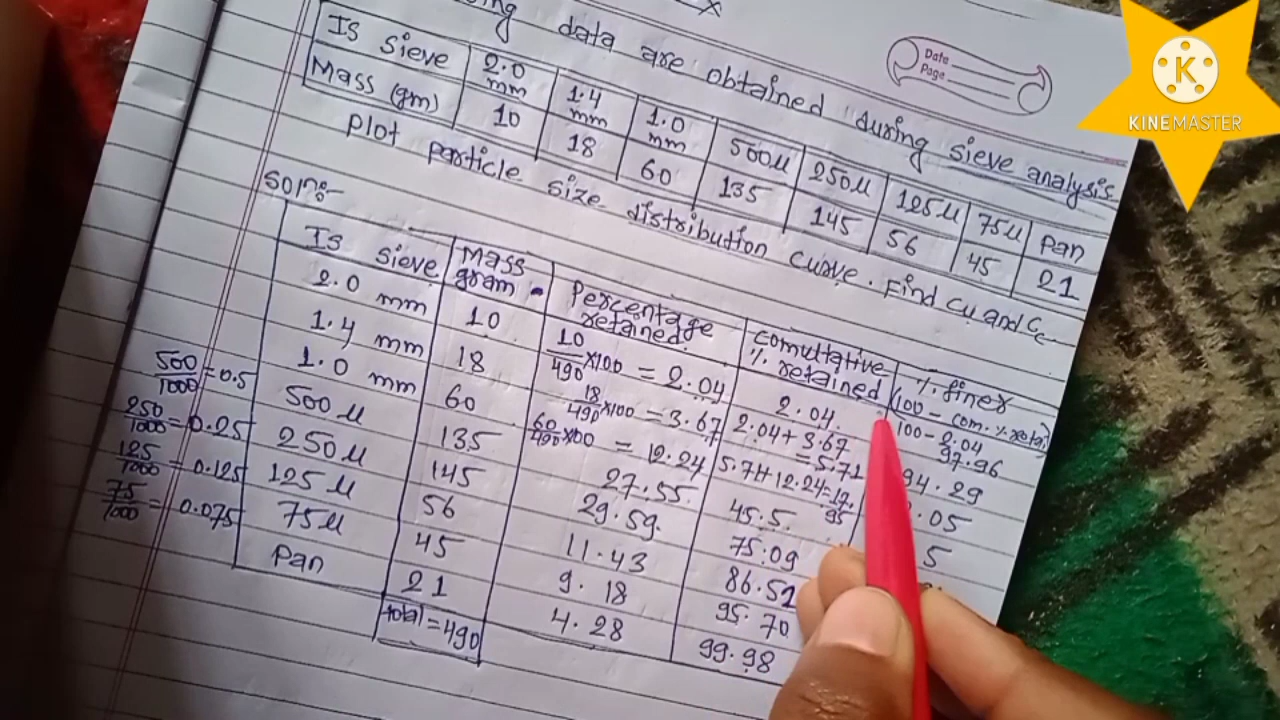 data are obtained during sieve analysis.
Date
Page
Is sieve 2.0 mm 1.4 mm 1.0 mm 500μ 250μ 125μ 75μ Pan
Mass (gm) 10 18 60 135 145 56 45 21
Plot particle size distribution curve. Find Cu and Cc
Soln:-
Is sieve Mass gram Percentage retained. Comultative % retained % finer
100 - com. % retai
2.0 mm 10 10/490 ×100 = 2.04 2.04 100 - 2.04 97.96
1.4 mm 18 18/490 ×100 = 3.67 2.04 + 3.67 = 5.71 94.29
1.0 mm 60 60/490 ×100 = 12.24 5.71+12.24=17.95 .05
500/1000 = 0.5 500 μ 135 27.55 45.5 5
250/1000 = 0.25 250 μ 145 29.59 75.09
125/1000 = 0.125 125 μ 56 11.43 86.52
75/1000 = 0.075 75μ 45 9.18 95.70
Pan 21 4.28 99.98
total = 490
K
KINEMASTER